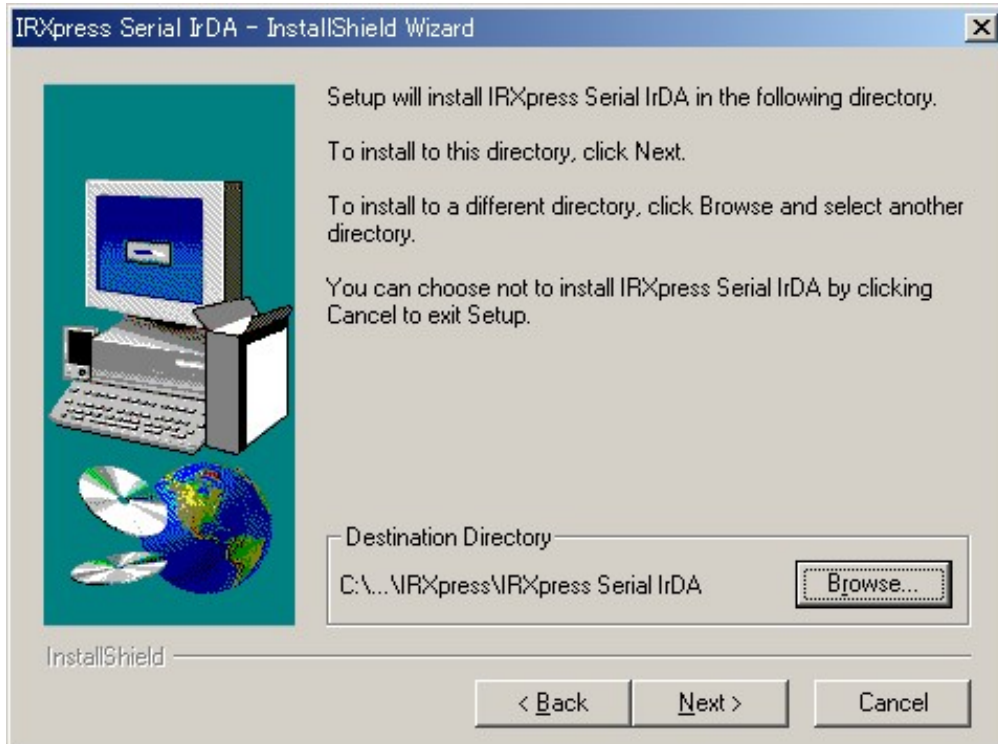 IRXpress Serial IrDA - InstallShield Wizard
Setup will install IRXpress Serial IrDA in the following directory.
To install to this directory, click Next.
To install to a different directory, click Browse and select another
directory.
You can choose not to install IRXpress Serial IrDA by clicking
Cancel to exit Setup.
Destination Directory
C:\...\IRXpress\IRXpress Serial IrDA
Browse...
InstallShield
< Back
Next >
Cancel